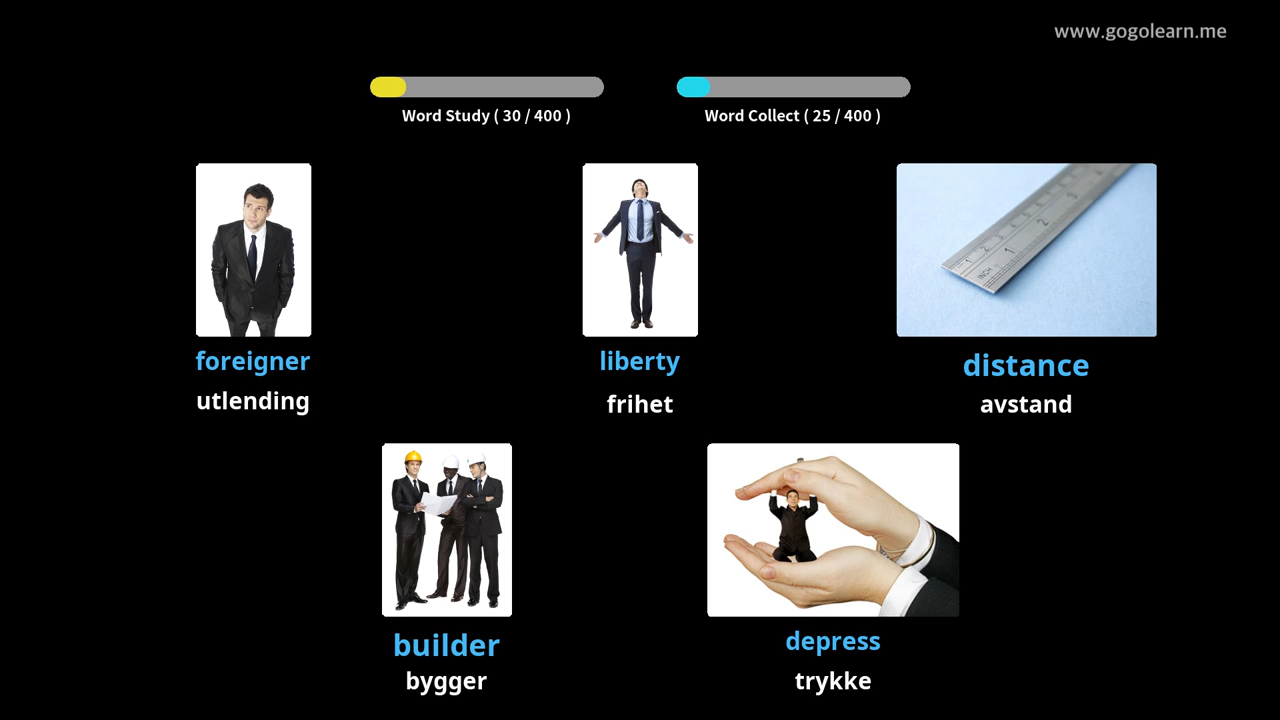 www.gogolearn.me
Word Study ( 30 / 400 )
Word Collect ( 25 / 400 )
foreigner
utlending
liberty
frihet
distance
avstand
builder
bygger
depress
trykke